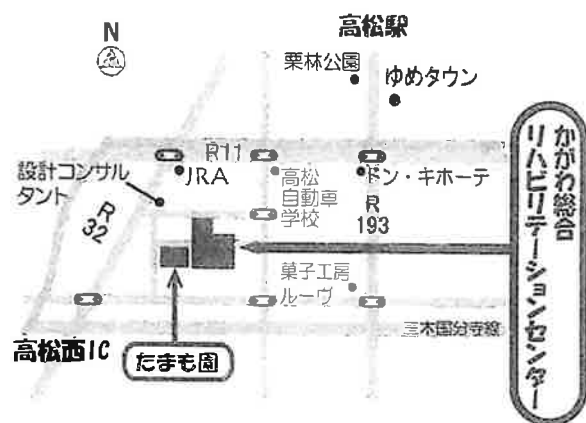 高松駅
N
栗林公園
ゆめタウン
R11
設計コンサル
タント
JRA
高松
自動車
学校
ドン・キホーテ
R
32
R
193
かがわ総合
リハビリテーションセンター
菓子工房
ルーヴ
三木国分寺線
高松西IC
たまも園